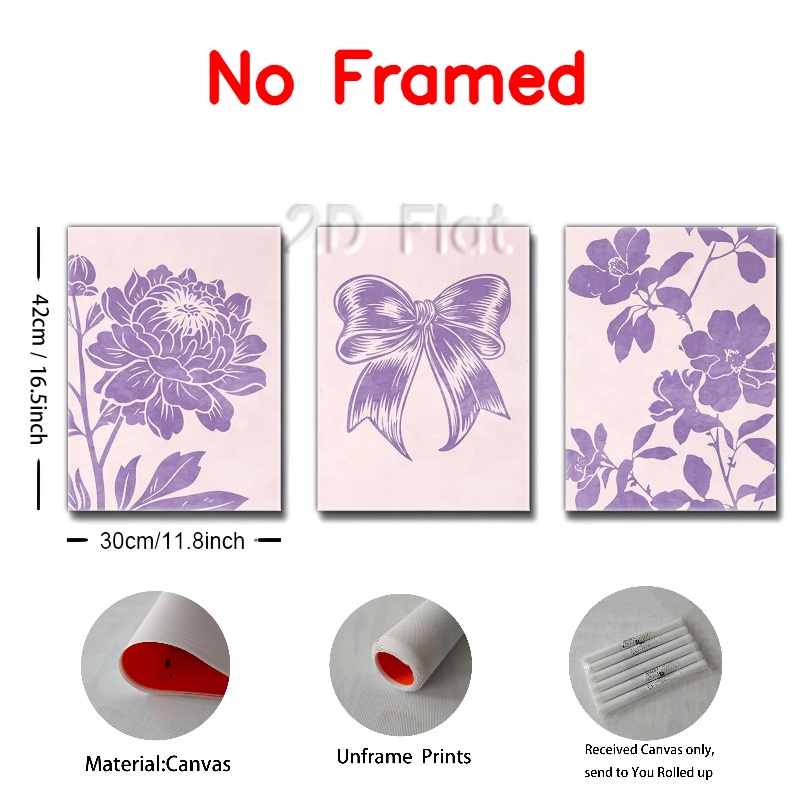 No Framed
2D Flat
42cm / 16.5inch
30cm/11.8inch
Material:Canvas
Unframe Prints
Received Canvas only,
send to You Rolled up